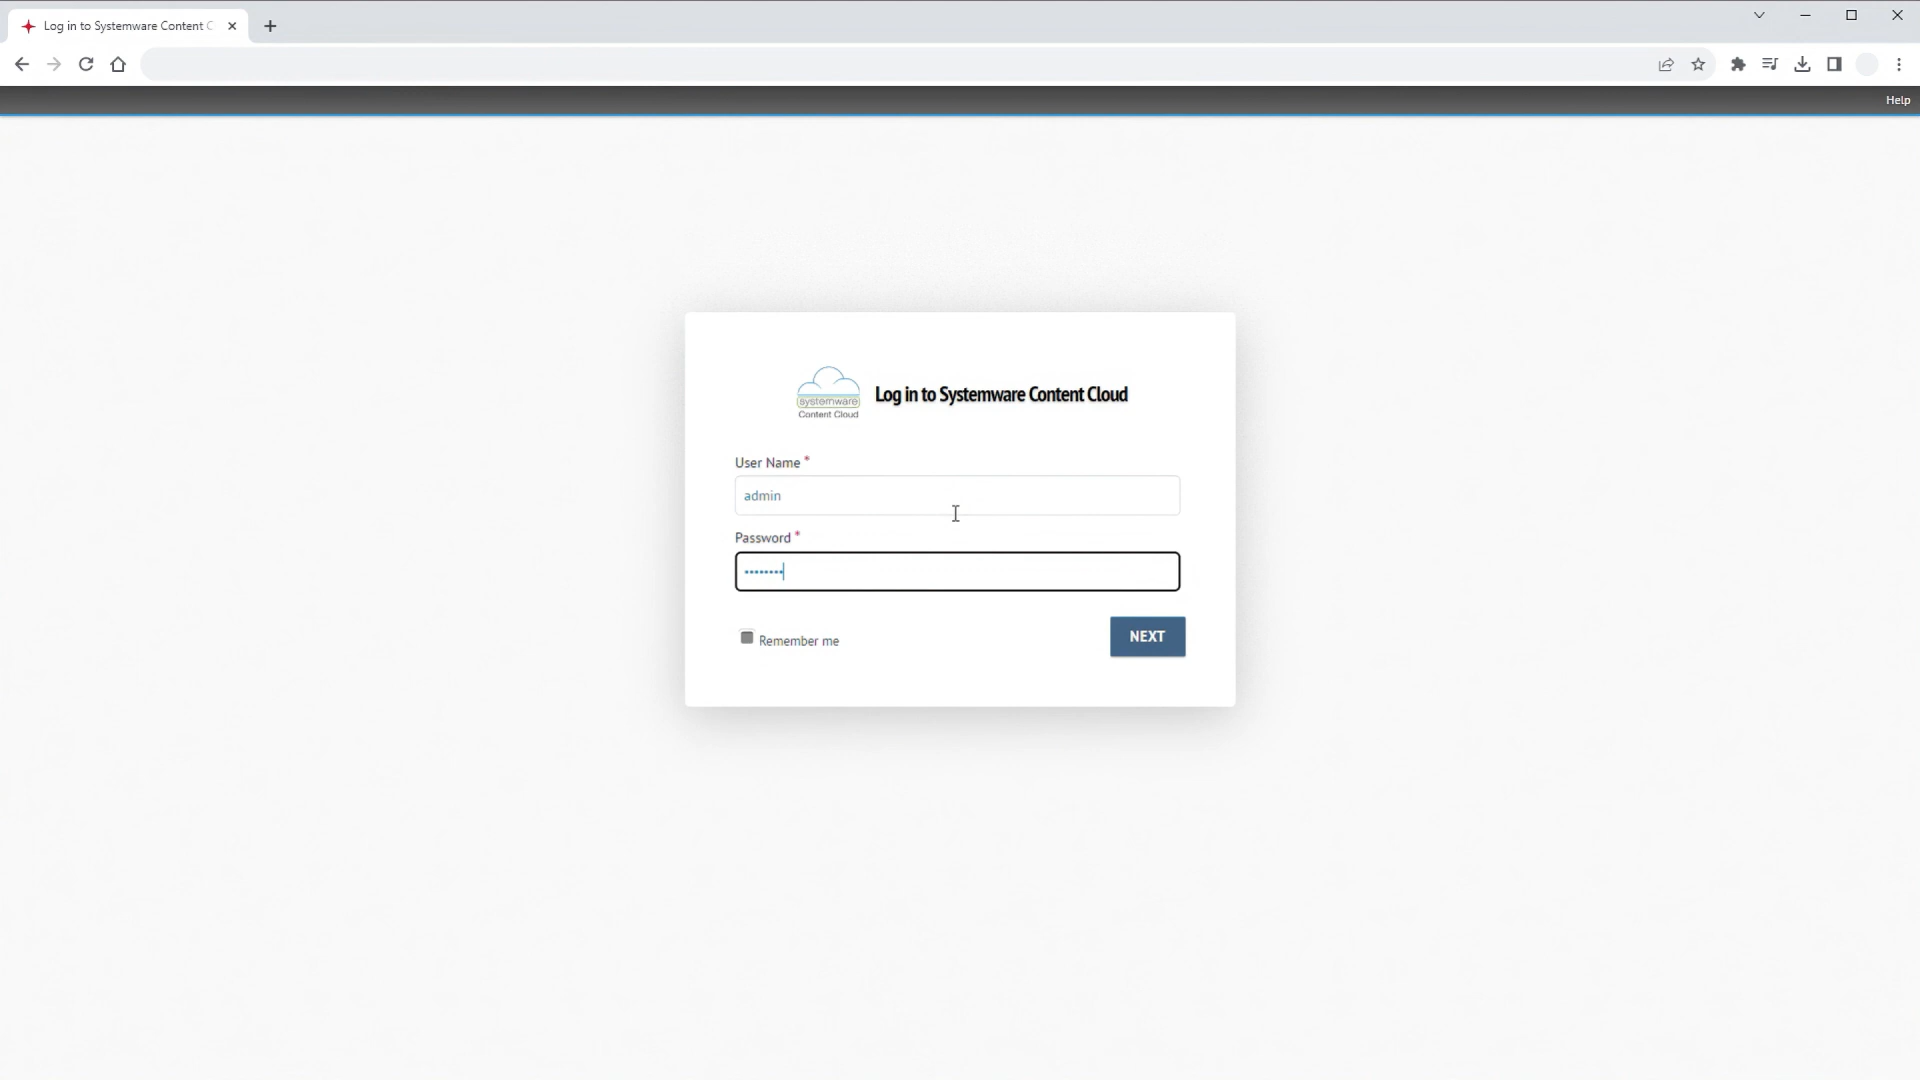 Log in to Systemware Content C
Help
systemware
Content Cloud
Log in to Systemware Content Cloud
User Name *
admin
Password *
••••••••
Remember me
NEXT